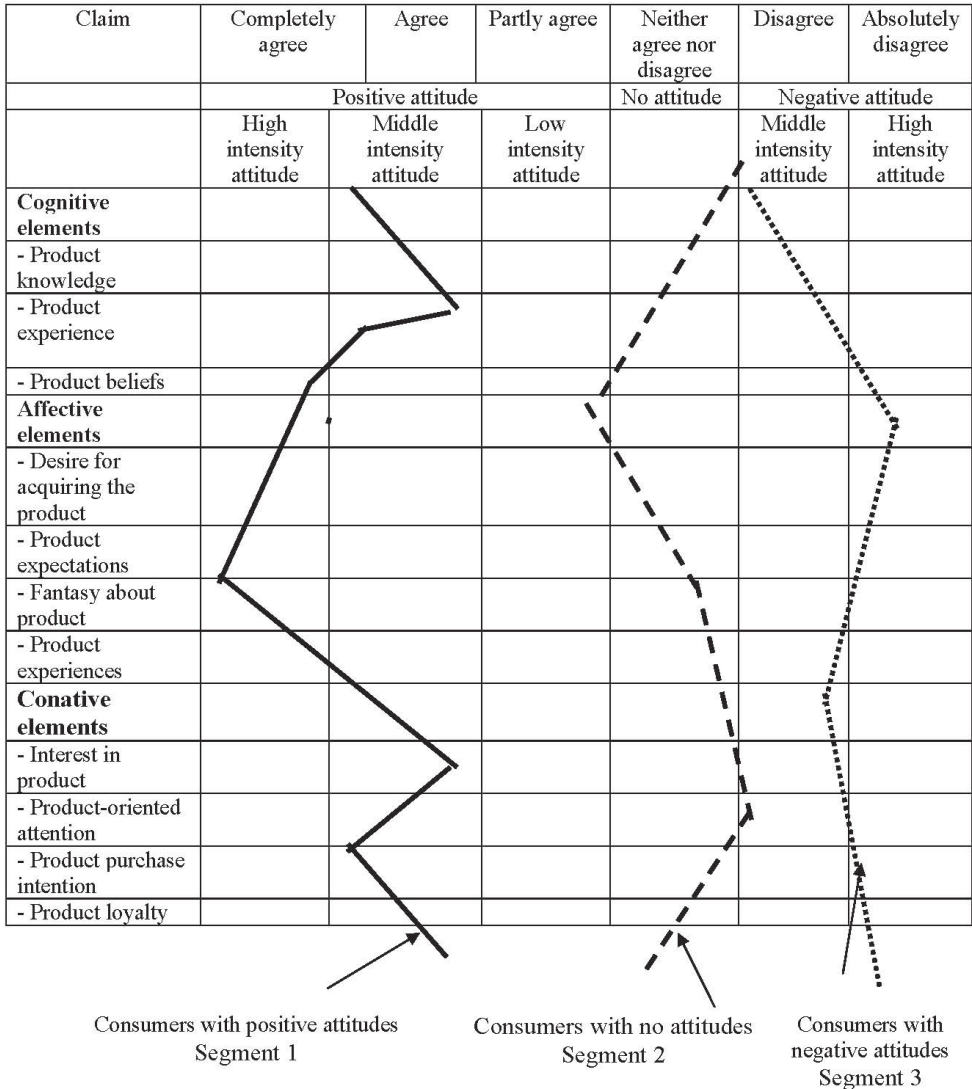 Claim
Completely agree
Agree
Partly agree
Neither agree nor disagree
Disagree
Absolutely disagree
Positive attitude
No attitude
Negative attitude
High intensity attitude
Middle intensity attitude
Low intensity attitude
Middle intensity attitude
High intensity attitude
Cognitive
elements
- Product
knowledge
- Product
experience
- Product beliefs
Affective
elements
- Desire for
acquiring the
product
- Product
expectations
- Fantasy about
product
- Product
experiences
Conative
elements
- Interest in
product
- Product-oriented
attention
- Product purchase
intention
- Product loyalty
Consumers with positive attitudes
Segment 1
Consumers with no attitudes
Segment 2
Consumers with
negative attitudes
Segment 3